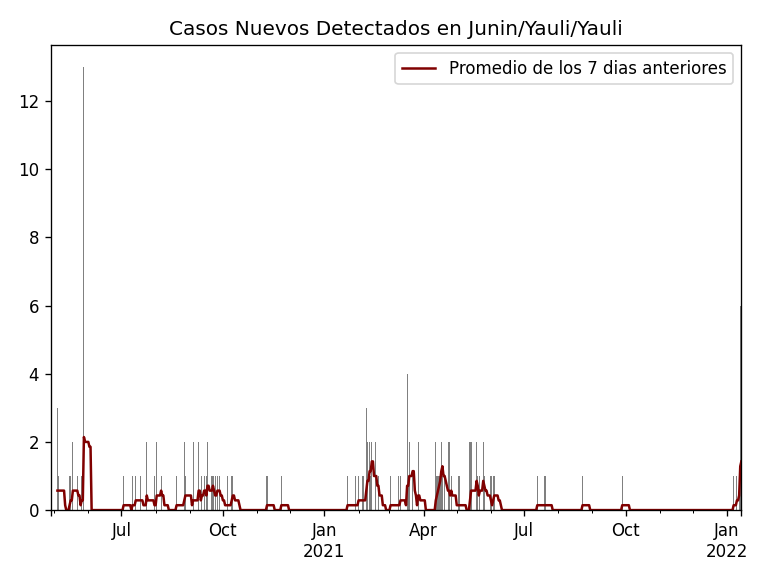 Casos Nuevos Detectados en Junin/Yauli/Yauli
Promedio de los 7 dias anteriores
12
10
8
6
4
2
0
Jul
Oct
Jan
2021
Apr
Jul
Oct
Jan
2022